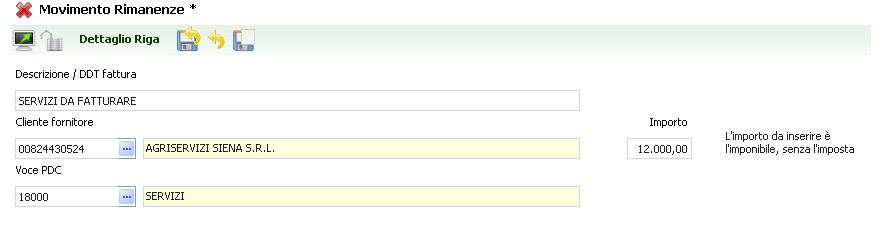 Movimento Rimanenze *
Dettaglio Riga
Descrizione / DDT fattura
SERVIZI DA FATTURARE
Cliente fornitore
Importo
00824430524 ... AGRISERVIZI SIENA S.R.L.
12.000,00
L'importo da inserire è
l'imponibile, senza l'imposta
Voce PDC
18000 ... SERVIZI